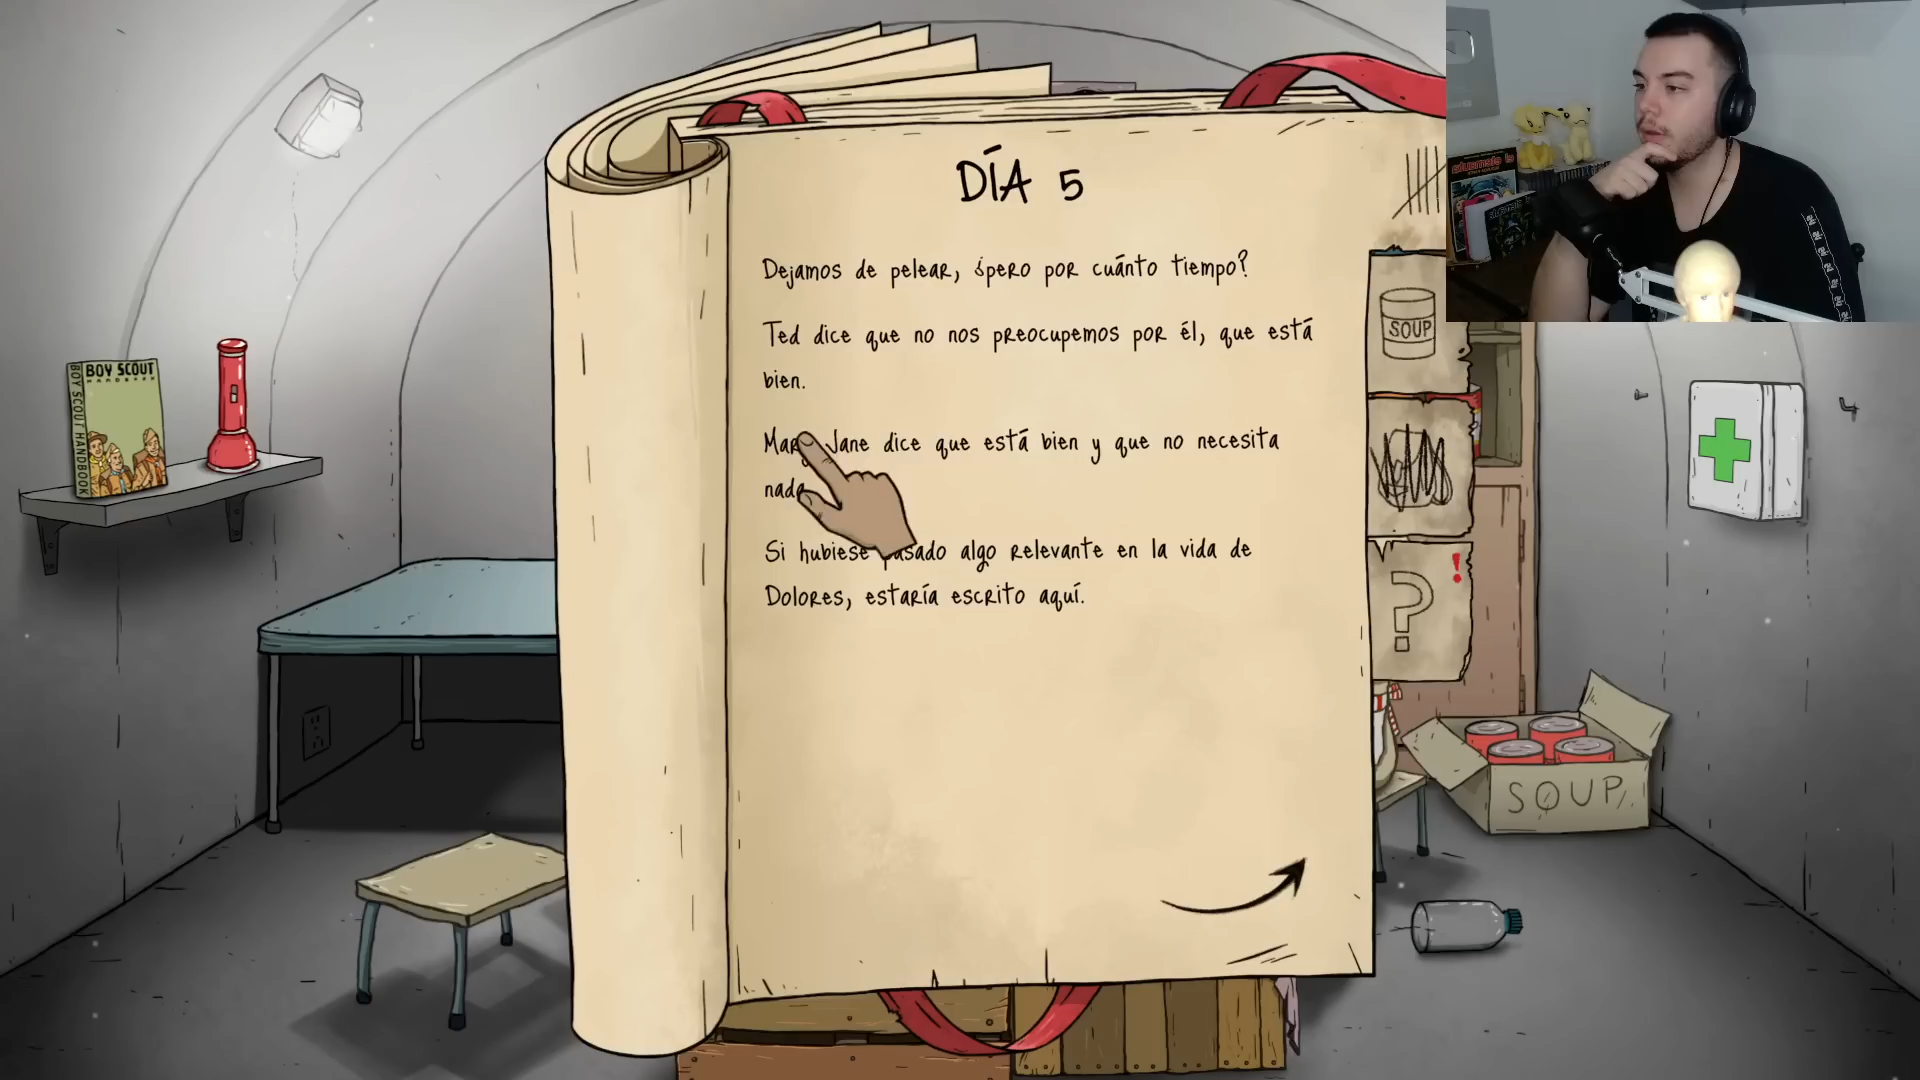 DÍA 5
Dejamos de pelear, ¿pero por cuánto tiempo?
Ted dice que no nos preocupemos por él, que está
bien.
Jane dice que está bien y que no necesita
Si hubiese pasado algo relevante en la vida de
Dolores, estaría escrito aquí.
SOUP
?
!
BOY SCOUT
HANDBOOK
BOY SCOUT HANDBOOK
SOUP